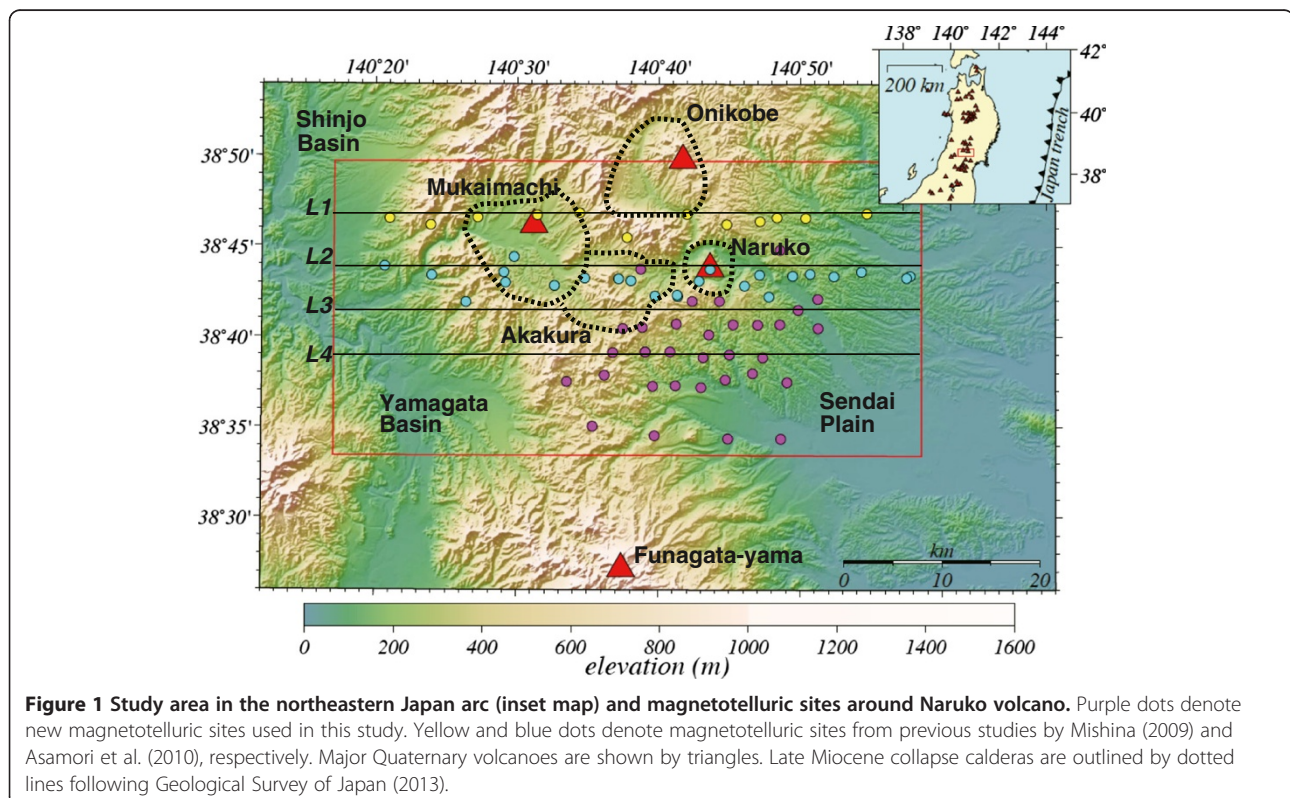 138° 140° 142° 144°
42°
200 km
40°
Japan trench
38°
140°20' 140°30' 140°40' 140°50'
Shinjo
Basin
Onikobe
38°50'
Mukaimachi
L1
38°45'
L2
Naruko
L3
38°40'
Akakura
L4
Yamagata
Basin
Sendai
Plain
38°35'
38°30'
Funagata-yama
km
0 10 20
0 200 400 600 800 1000 1200 1400 1600
elevation (m)
Figure 1 Study area in the northeastern Japan arc (inset map) and magnetotelluric sites around Naruko volcano. Purple dots denote
new magnetotelluric sites used in this study. Yellow and blue dots denote magnetotelluric sites from previous studies by Mishina (2009) and
Asamori et al. (2010), respectively. Major Quaternary volcanoes are shown by triangles. Late Miocene collapse calderas are outlined by dotted
lines following Geological Survey of Japan (2013).